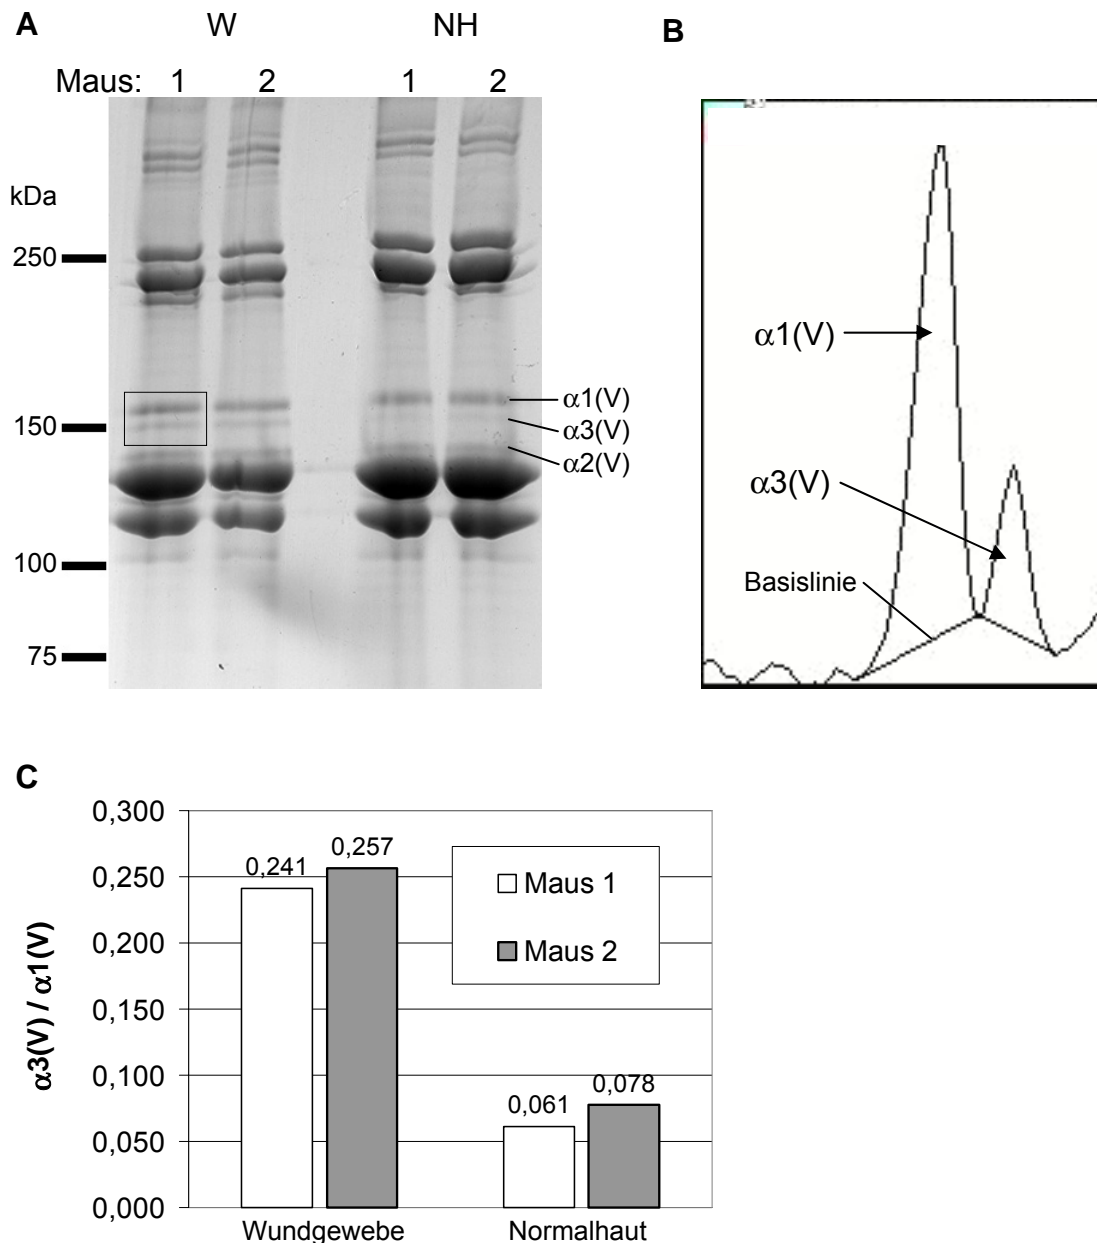 A
W NH
Maus: 1 2 1 2
kDa
250
150
100
75
α1(V)
α3(V)
α2(V)
B
α1(V)
α3(V)
Basislinie
C
α3(V) / α1(V)
0,300
0,250
0,200
0,150
0,100
0,050
0,000
0,241
0,257
0,061
0,078
Maus 1
Maus 2
Wundgewebe Normalhaut